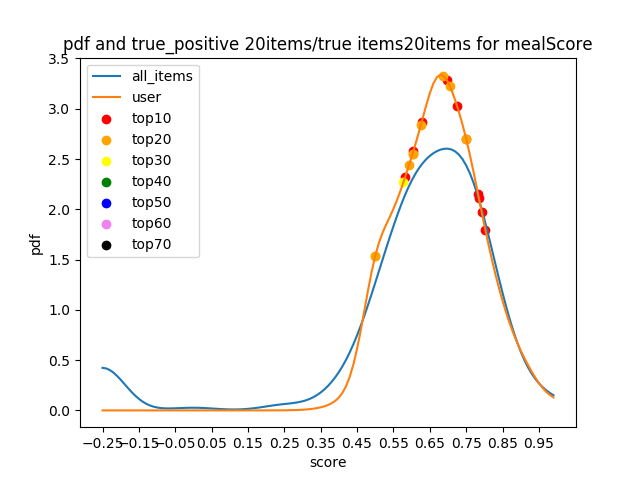 pdf and true_positive 20items/true items20items for mealScore
3.5
3.0
2.5
2.0
1.5
1.0
0.5
0.0
pdf
all_items
user
top10
top20
top30
top40
top50
top60
top70
−0.25−0.15−0.05 0.05 0.15 0.25 0.35 0.45 0.55 0.65 0.75 0.85 0.95
score